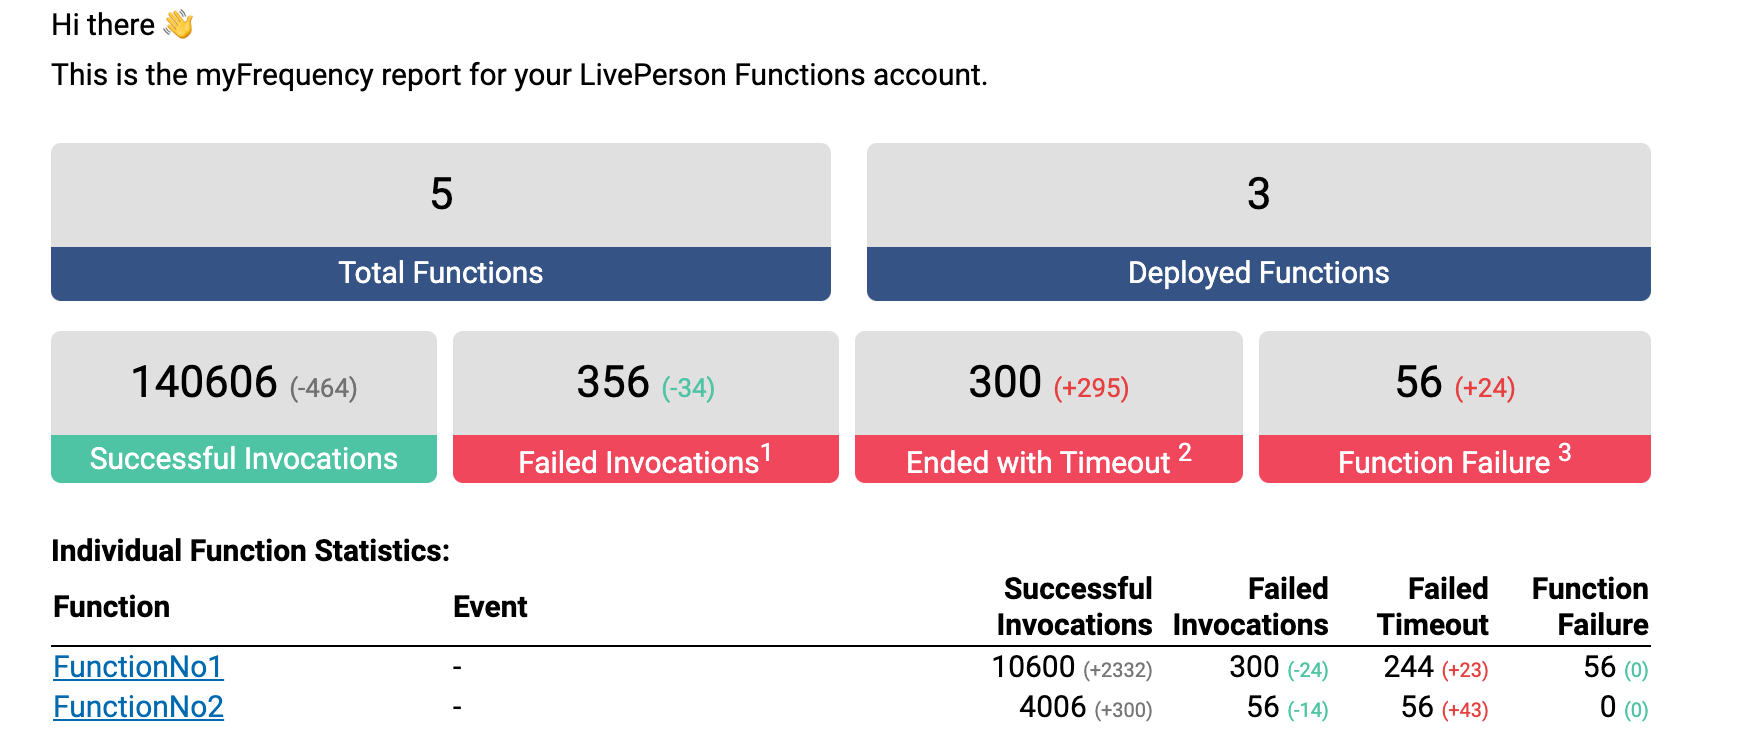 Hi there 👋
This is the myFrequency report for your LivePerson Functions account.
5
Total Functions
3
Deployed Functions
140606 (-464)
Successful Invocations
356 (-34)
Failed Invocations1
300 (+295)
Ended with Timeout 2
56 (+24)
Function Failure 3
Individual Function Statistics:
Function Event Successful Invocations Failed Invocations Failed Timeout Function Failure
FunctionNo1 - 10600 (+2332) 300 (-24) 244 (+23) 56 (0)
FunctionNo2 - 4006 (+300) 56 (-14) 56 (+43) 0 (0)